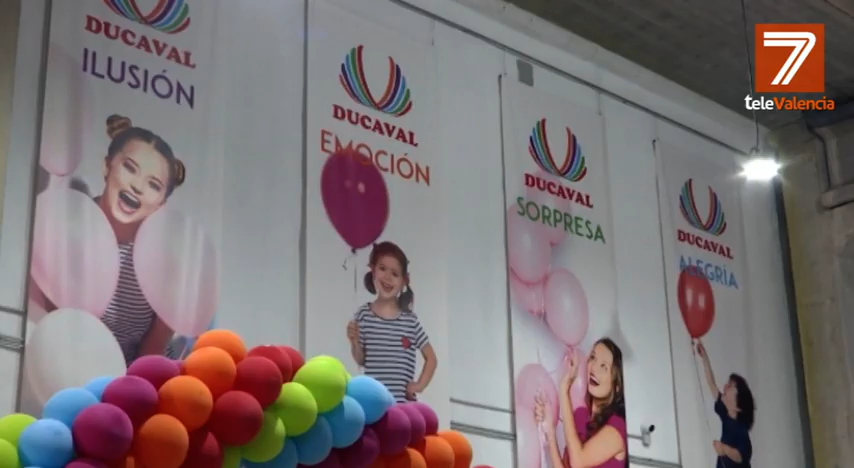 DUCAVAL
ILUSIÓN
DUCAVAL
EMOCIÓN
DUCAVAL
SORPRESA
DUCAVAL
ALEGRÍA
7
teleValencia